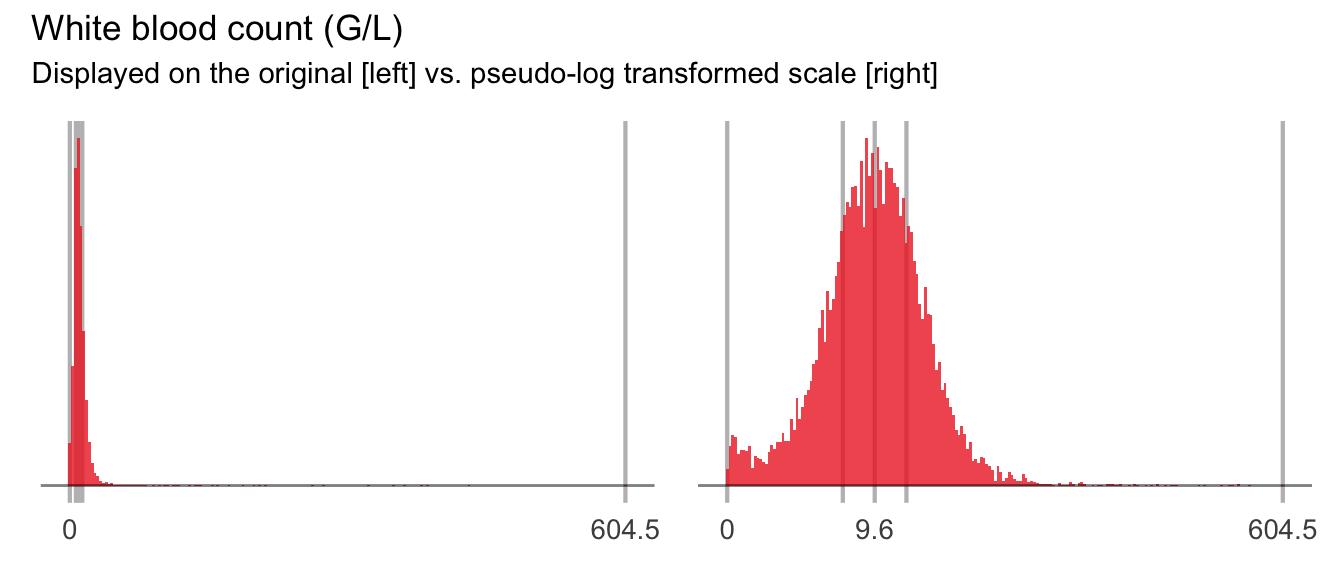 White blood count (G/L)
Displayed on the original [left] vs. pseudo-log transformed scale [right]
0
604.5
0
9.6
604.5